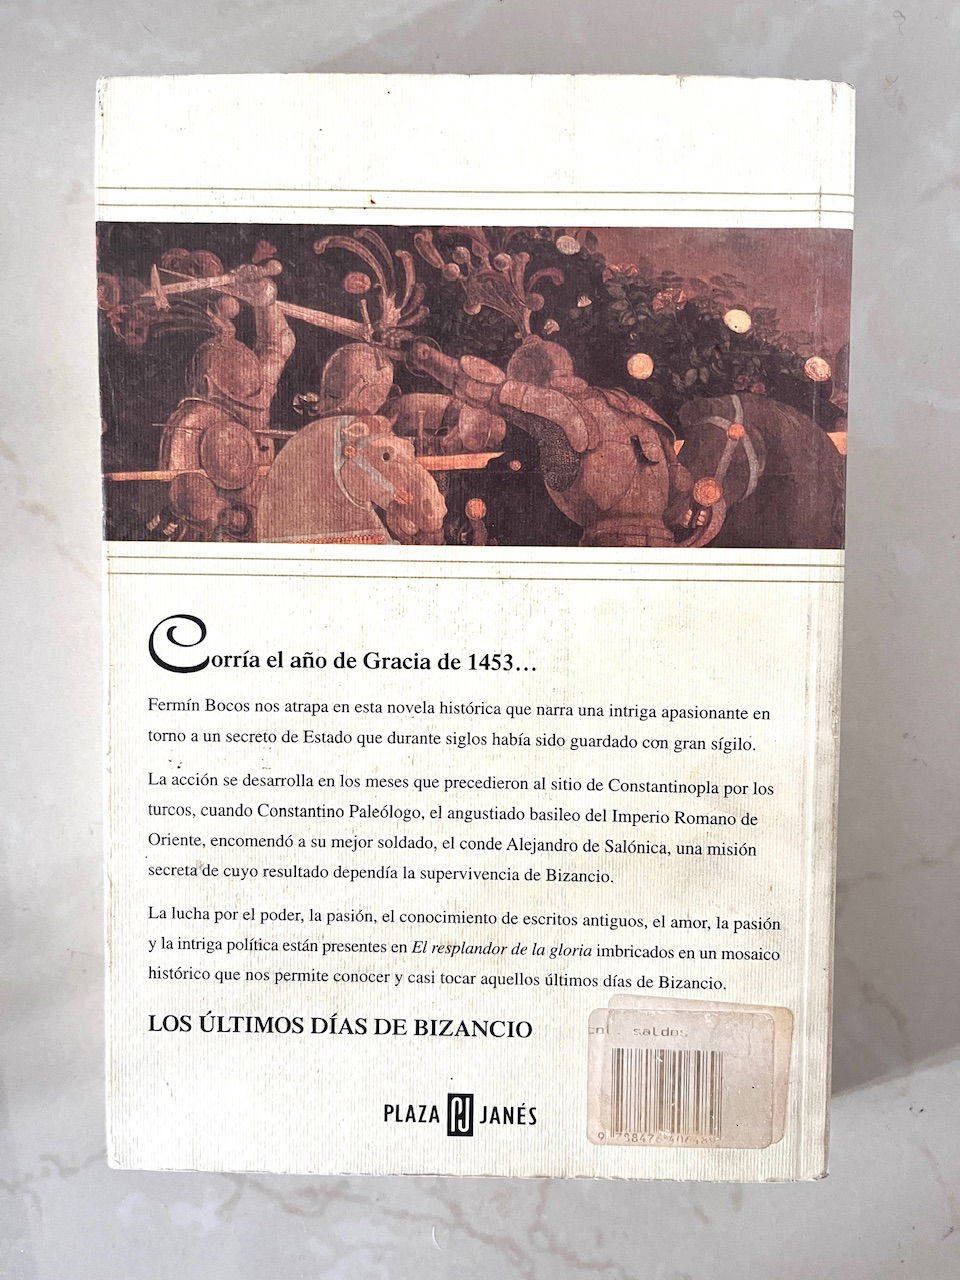 Corría el año de Gracia de 1453...
Fermín Bocos nos atrapa en esta novela histórica que narra una intriga apasionante en
torno a un secreto de Estado que durante siglos había sido guardado con gran sígilo.
La acción se desarrolla en los meses que precedieron al sitio de Constantinopla por los
turcos, cuando Constantino Paleólogo, el angustiado basileo del Imperio Romano de
Oriente, encomendó a su mejor soldado, el conde Alejandro de Salónica, una misión
secreta de cuyo resultado dependía la supervivencia de Bizancio.
La lucha por el poder, la pasión, el conocimiento de escritos antiguos, el amor, la pasión
y la intriga política están presentes en El resplandor de la gloria imbricados en un mosaico
histórico que nos permite conocer y casi tocar aquellos últimos días de Bizancio.
LOS ÚLTIMOS DÍAS DE BIZANCIO
saldos
PLAZA PJ JANÉS